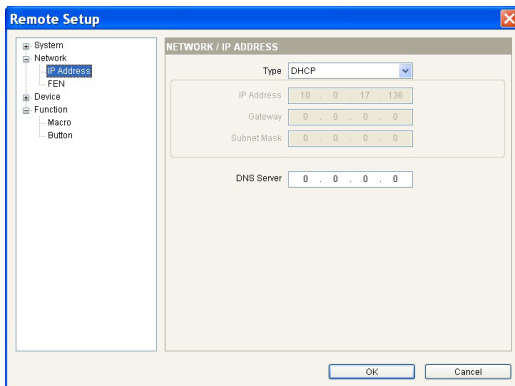 Remote Setup
System
Network
IP Address
FEN
Device
Function
Macro
Button
NETWORK / IP ADDRESS
Type DHCP
IP Address 10 . 0 . 17 . 136
Gateway 0 . 0 . 0 . 0
Subnet Mask 0 . 0 . 0 . 0
DNS Server 0 . 0 . 0 . 0
OK Cancel